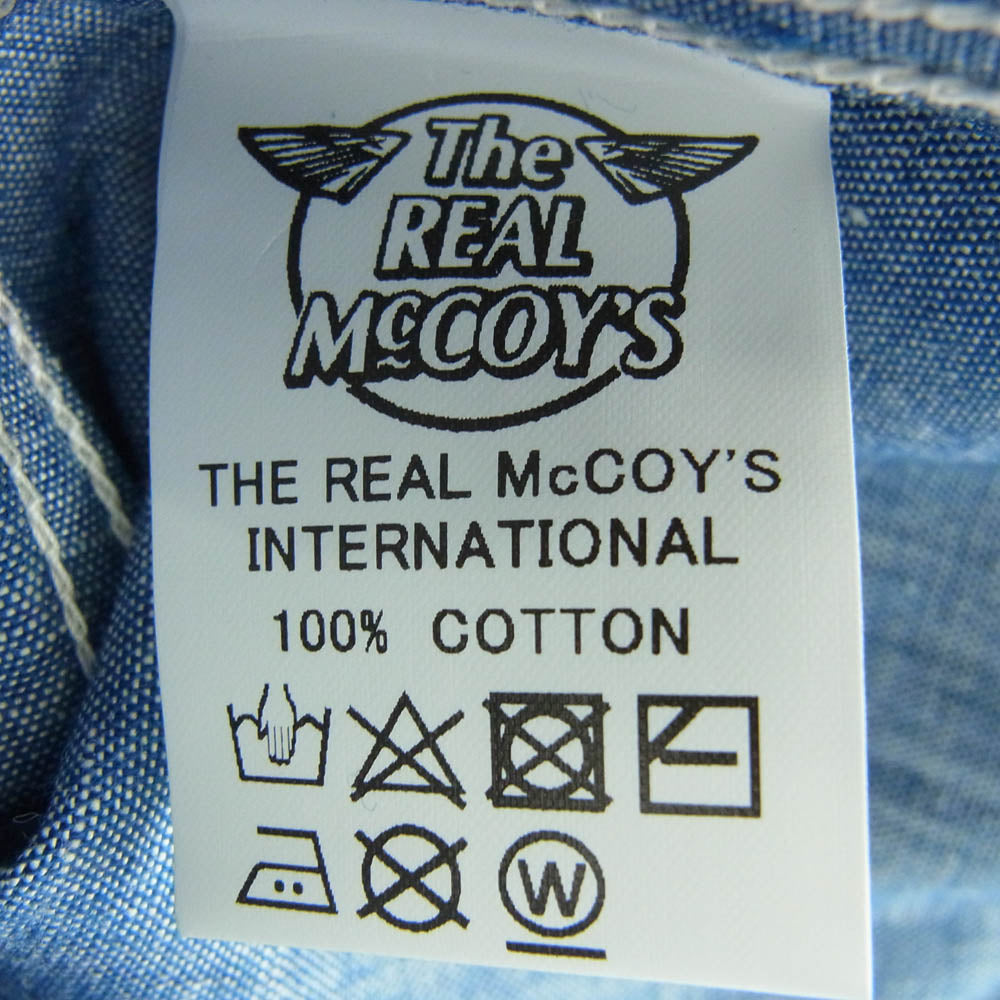 The
REAL
McCOY'S
THE REAL McCOY'S
INTERNATIONAL
100% COTTON
W